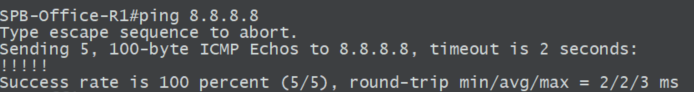 SPB-Office-R1#ping 8.8.8.8
Type escape sequence to abort.
Sending 5, 100-byte ICMP Echos to 8.8.8.8, timeout is 2 seconds:
!!!!!
Success rate is 100 percent (5/5), round-trip min/avg/max = 2/2/3 ms